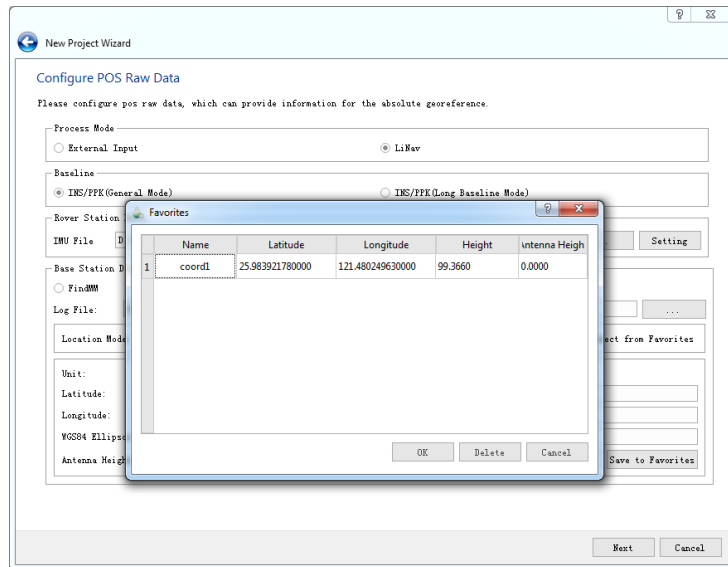 New Project Wizard
Configure POS Raw Data
Please configure pos raw data, which can provide information for the absolute georeference.
Process Mode
External Input LiNav
Baseline
INS/PPK(General Mode) INS/PPK(Long Baseline Mode)
Rover Station
IMU File D Setting
Base Station D
FindMM
Log File: ...
Location Mode ect from Favorites
Unit:
Latitude:
Longitude:
WGS84 Ellipso
Antenna Heigh Save to Favorites
Next Cancel
Favorites
Name Latitude Longitude Height ntenna Heigh
1 coord1 25.983921780000 121.480249630000 99.3660 0.0000
OK Delete Cancel